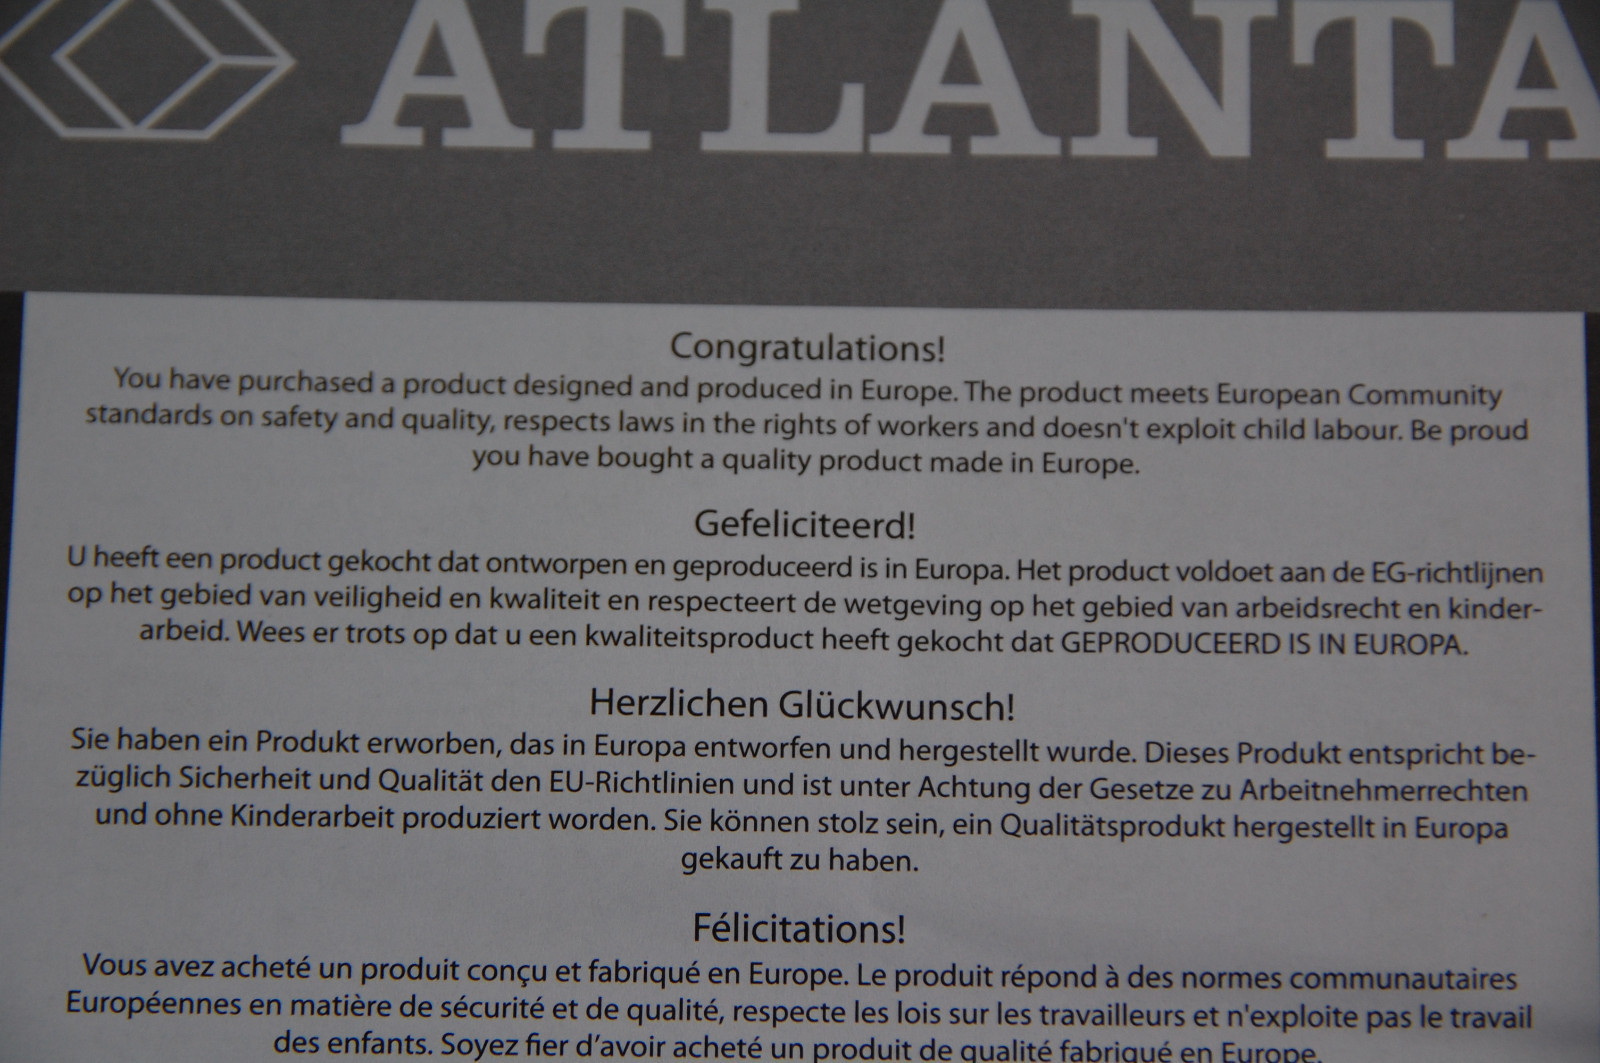 ATLANTA
Congratulations!
You have purchased a product designed and produced in Europe. The product meets European Community
standards on safety and quality, respects laws in the rights of workers and doesn't exploit child labour. Be proud
you have bought a quality product made in Europe.
Gefeliciteerd!
U heeft een product gekocht dat ontworpen en geproduceerd is in Europa. Het product voldoet aan de EG-richtlijnen
op het gebied van veiligheid en kwaliteit en respecteert de wetgeving op het gebied van arbeidsrecht en kinder-
arbeid. Wees er trots op dat u een kwaliteitsproduct heeft gekocht dat GEPRODUCEERD IS IN EUROPA.
Herzlichen Glückwunsch!
Sie haben ein Produkt erworben, das in Europa entworfen und hergestellt wurde. Dieses Produkt entspricht be-
züglich Sicherheit und Qualität den EU-Richtlinien und ist unter Achtung der Gesetze zu Arbeitnehmerrechten
und ohne Kinderarbeit produziert worden. Sie können stolz sein, ein Qualitätsprodukt hergestellt in Europa
gekauft zu haben.
Félicitations!
Vous avez acheté un produit conçu et fabriqué en Europe. Le produit répond à des normes communautaires
Européennes en matière de sécurité et de qualité, respecte les lois sur les travailleurs et n'exploite pas le travail
des enfants. Soyez fier d'avoir acheté un produit de qualité fabriqué en Europe.